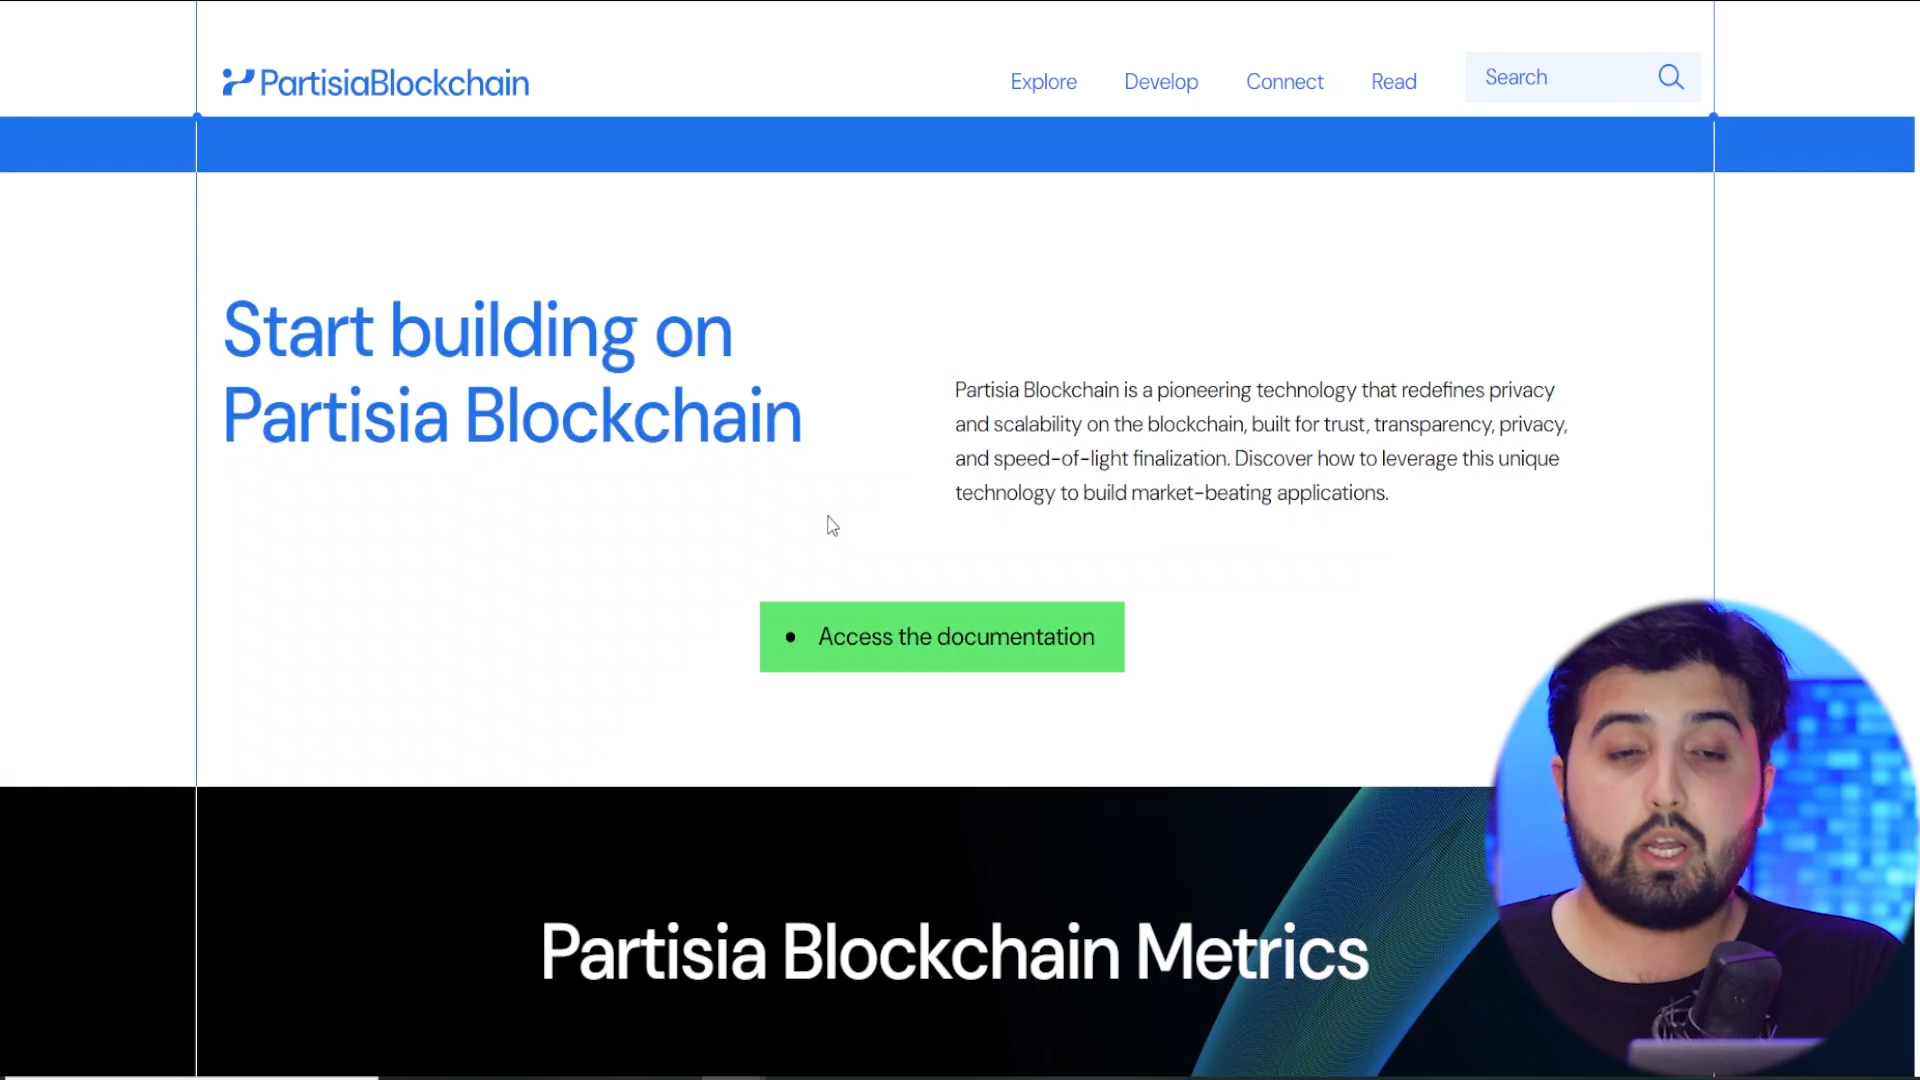 PartisiaBlockchain
Explore
Develop
Connect
Read
Search
Start building on
Partisia Blockchain
Partisia Blockchain is a pioneering technology that redefines privacy
and scalability on the blockchain, built for trust, transparency, privacy,
and speed-of-light finalization. Discover how to leverage this unique
technology to build market-beating applications.
Access the documentation
Partisia Blockchain Metrics